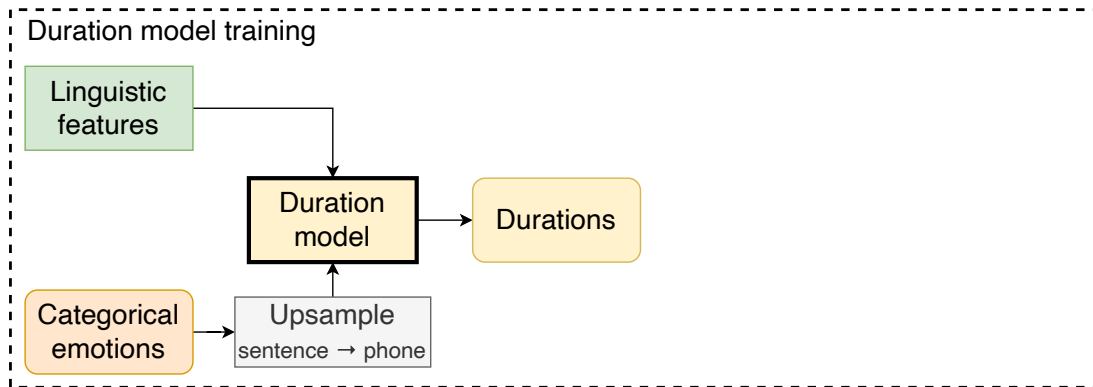 Duration model training
Linguistic
features
Duration
model
Durations
Categorical
emotions
Upsample
sentence → phone